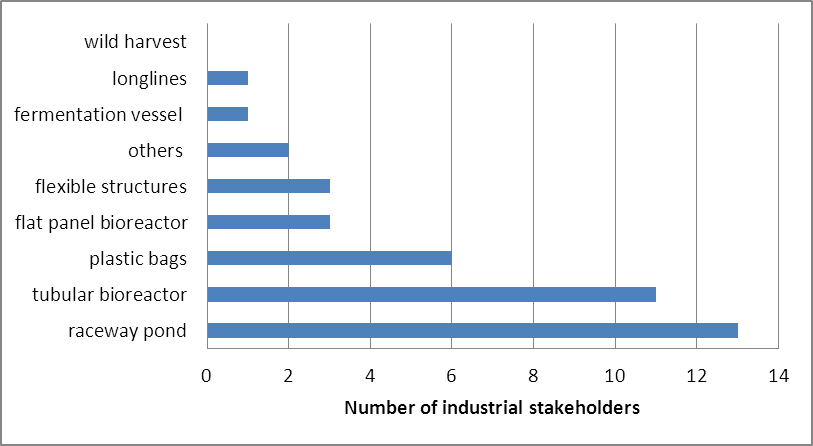 wild harvest
longlines
fermentation vessel
others
flexible structures
flat panel bioreactor
plastic bags
tubular bioreactor
raceway pond
0 2 4 6 8 10 12 14
Number of industrial stakeholders